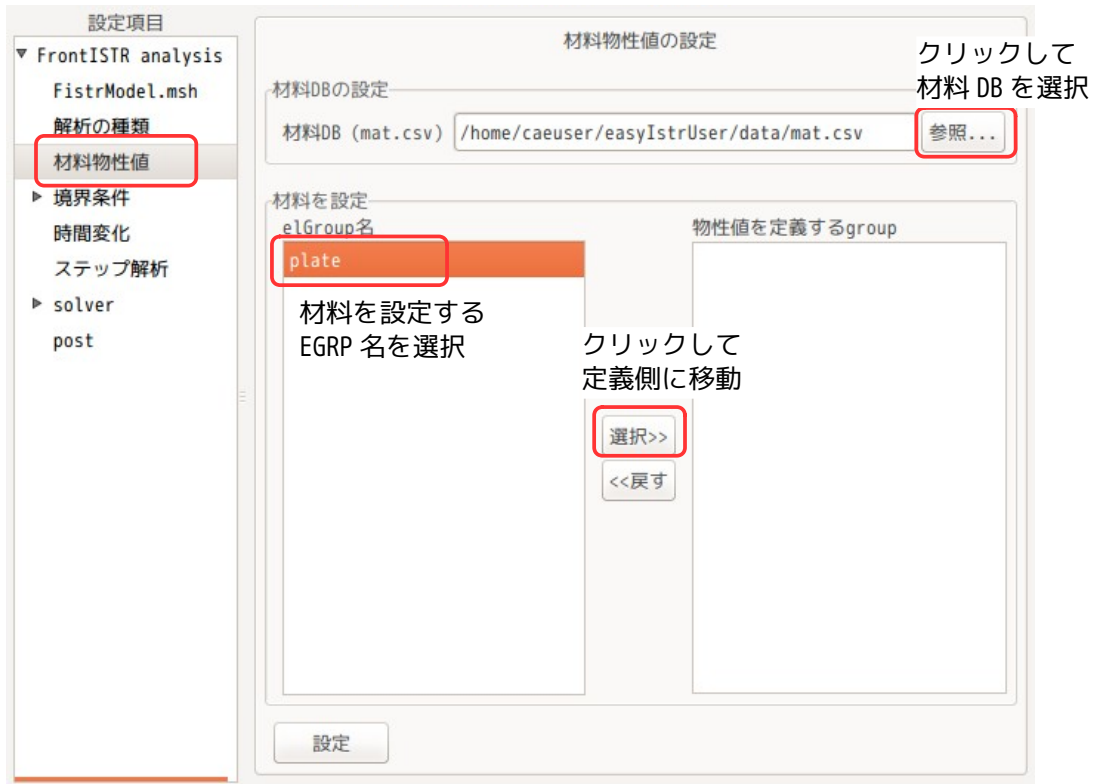 設定項目
▼ FrontISTR analysis
FistrModel.msh
解析の種類
材料物性値
▶ 境界条件
時間変化
ステップ解析
▶ solver
post
材料物性値の設定
クリックして
材料 DB を選択
材料DBの設定
材料DB (mat.csv) /home/caeuser/easyIstrUser/data/mat.csv 参照...
材料を設定
elGroup名
物性値を定義するgroup
plate
材料を設定する
EGRP 名を選択
クリックして
定義側に移動
選択>>
<<戻す
設定